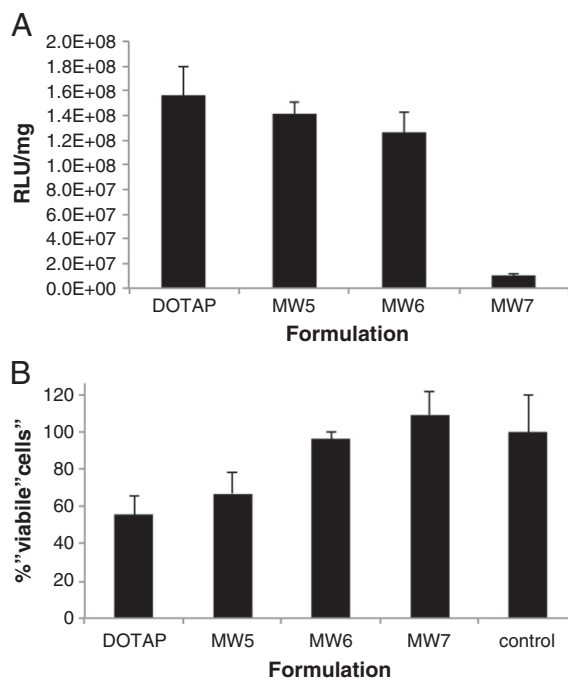 A
RLU/mg
2.0E+08
1.8E+08
1.6E+08
1.4E+08
1.2E+08
1.0E+08
8.0E+07
6.0E+07
4.0E+07
2.0E+07
0.0E+00
DOTAP MW5 MW6 MW7
Formulation
B
%"viabile"cells"
120
100
80
60
40
20
0
DOTAP MW5 MW6 MW7 control
Formulation